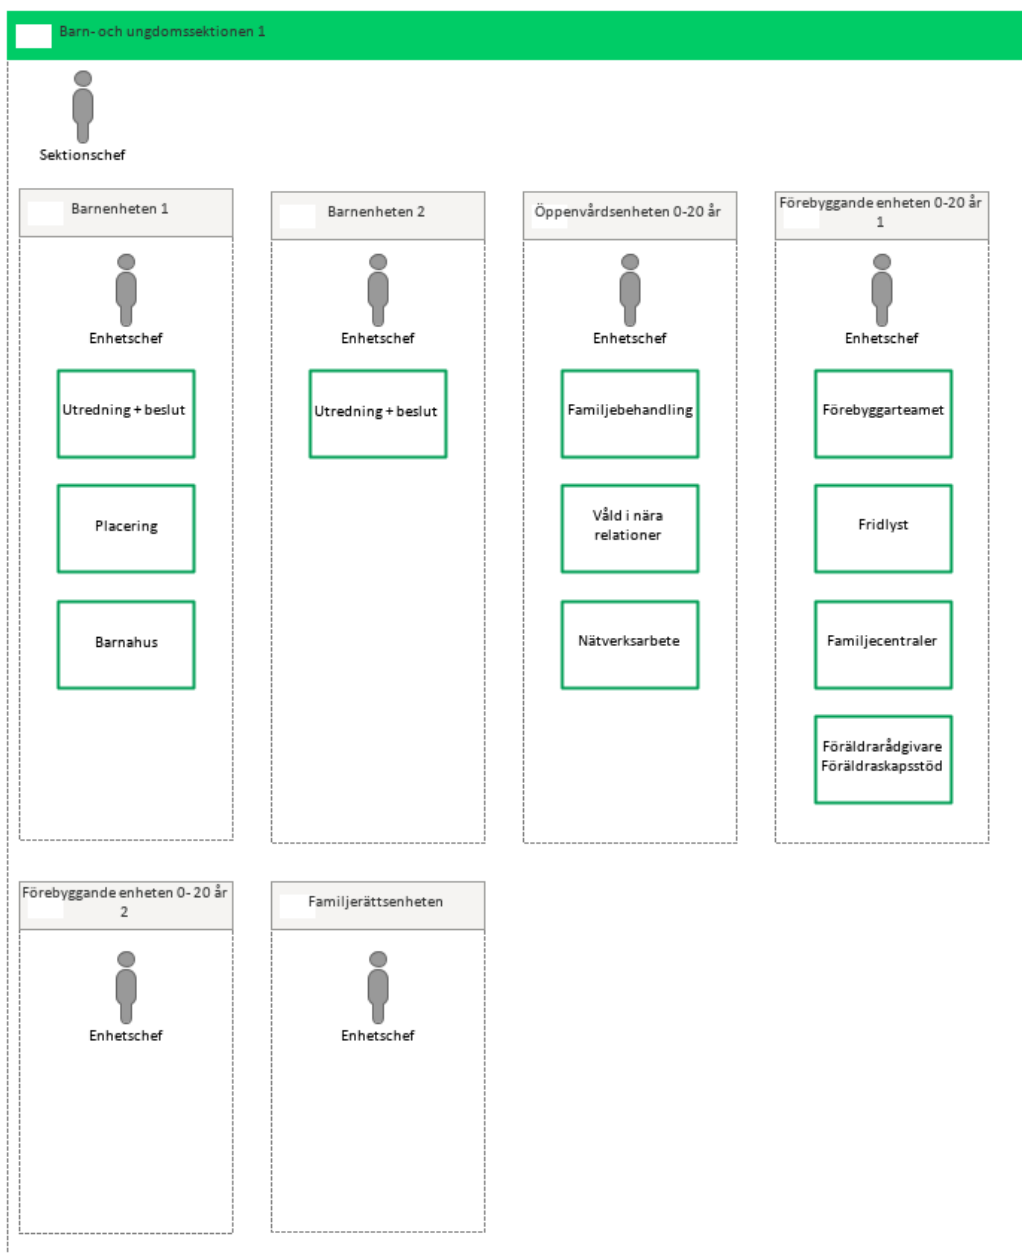 Barn- och ungdomssektionen 1
Sektionschef
Barnenheten 1
Enhetschef
Utredning + beslut
Placering
Barnahus
Barnenheten 2
Enhetschef
Utredning + beslut
Öppenvårdsenheten 0-20 år
Enhetschef
Familjebehandling
Våld i nära
relationer
Nätverksarbete
Förebyggande enheten 0-20 år
1
Enhetschef
Förebyggarteamet
Fridlyst
Familjecentraler
Föräldrarådgivare
Föräldraskapsstöd
Förebyggande enheten 0- 20 år
2
Enhetschef
Familjerättsenheten
Enhetschef